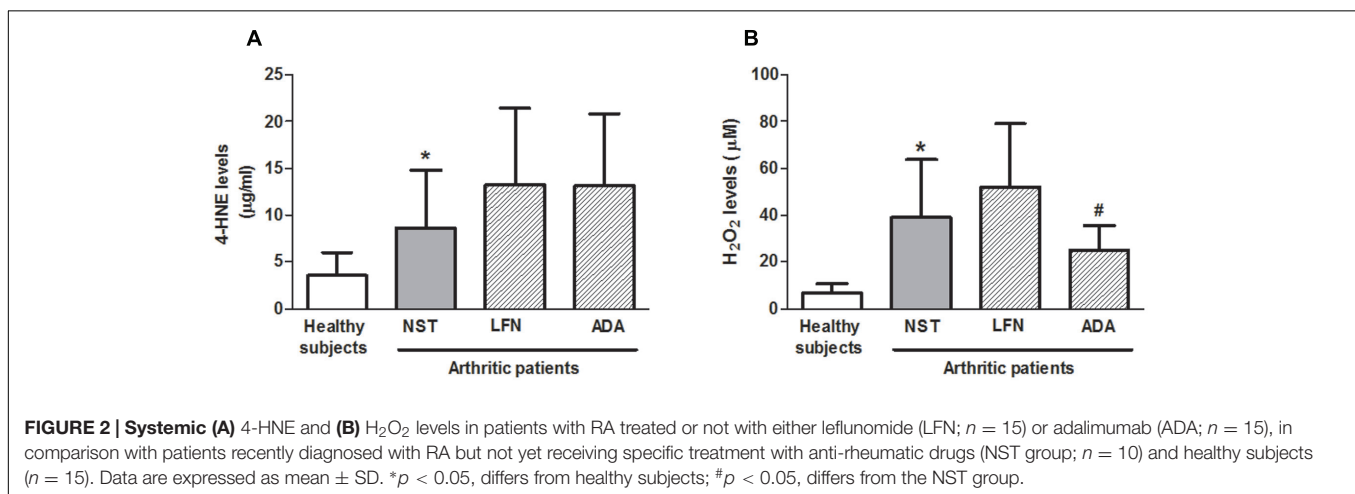 A
25
20
15
10
5
0
4-HNE levels
(µg/ml)
*
Healthy
subjects
NST
LFN
ADA
Arthritic patients
B
100
80
60
40
20
0
H₂O₂ levels ( µM)
*
#
Healthy
subjects
NST
LFN
ADA
Arthritic patients
FIGURE 2 | Systemic (A) 4-HNE and (B) H₂O₂ levels in patients with RA treated or not with either leflunomide (LFN; n = 15) or adalimumab (ADA; n = 15), in
comparison with patients recently diagnosed with RA but not yet receiving specific treatment with anti-rheumatic drugs (NST group; n = 10) and healthy subjects
(n = 15). Data are expressed as mean ± SD. *p < 0.05, differs from healthy subjects; #p < 0.05, differs from the NST group.